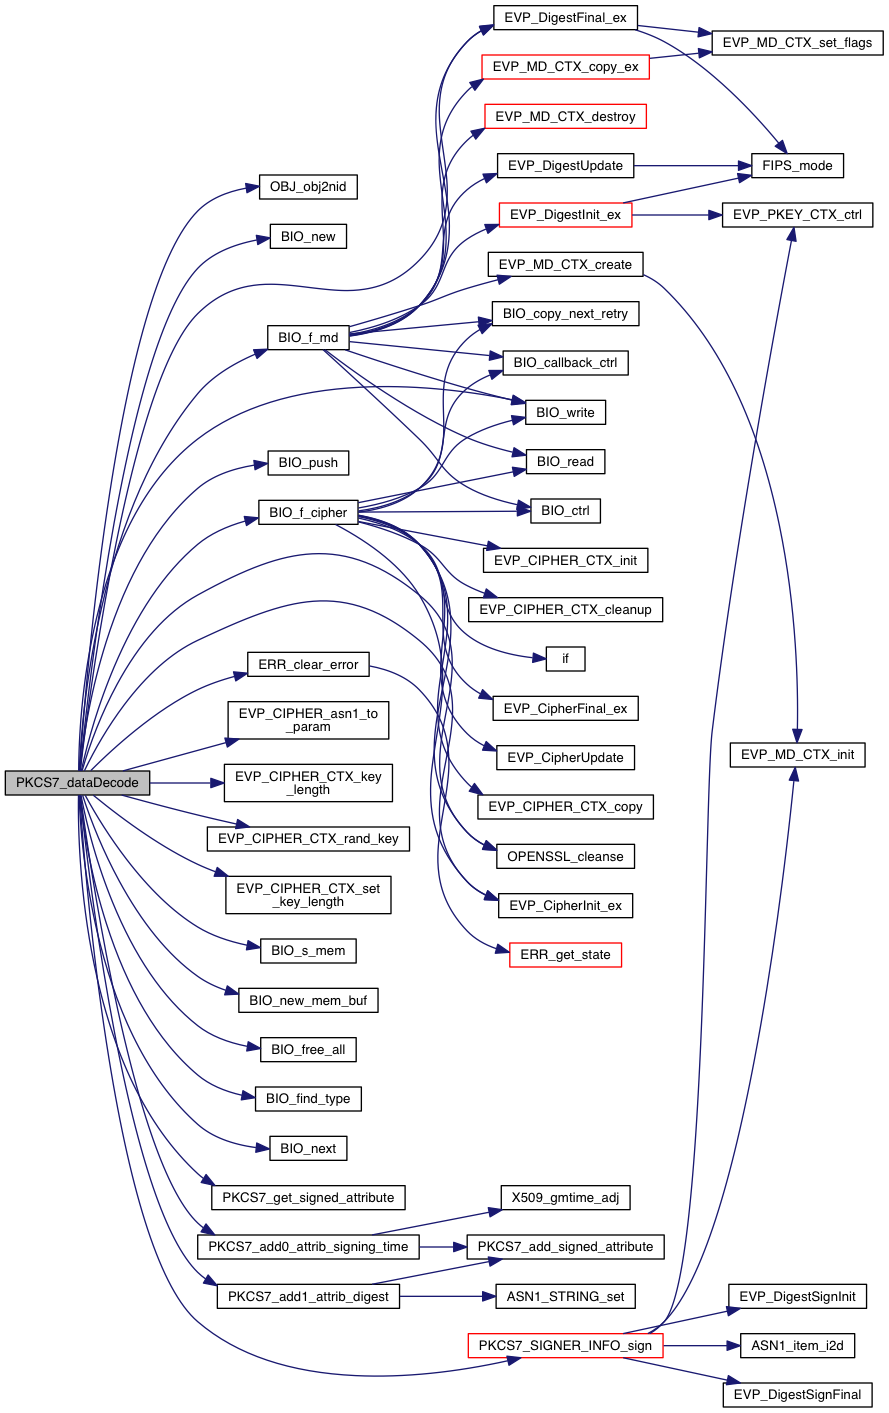 EVP_DigestFinal_ex
EVP_MD_CTX_set_flags
EVP_MD_CTX_copy_ex
EVP_MD_CTX_destroy
EVP_DigestUpdate
FIPS_mode
OBJ_obj2nid
EVP_DigestInit_ex
EVP_PKEY_CTX_ctrl
BIO_new
EVP_MD_CTX_create
BIO_copy_next_retry
BIO_f_md
BIO_callback_ctrl
BIO_write
BIO_push
BIO_read
BIO_f_cipher
BIO_ctrl
EVP_CIPHER_CTX_init
EVP_CIPHER_CTX_cleanup
ERR_clear_error
if
EVP_CIPHER_asn1_to
_param
EVP_CipherFinal_ex
EVP_CipherUpdate
EVP_MD_CTX_init
PKCS7_dataDecode
EVP_CIPHER_CTX_key
_length
EVP_CIPHER_CTX_copy
EVP_CIPHER_CTX_rand_key
OPENSSL_cleanse
EVP_CIPHER_CTX_set
_key_length
EVP_CipherInit_ex
BIO_s_mem
ERR_get_state
BIO_new_mem_buf
BIO_free_all
BIO_find_type
BIO_next
PKCS7_get_signed_attribute
X509_gmtime_adj
PKCS7_add0_attrib_signing_time
PKCS7_add_signed_attribute
PKCS7_add1_attrib_digest
ASN1_STRING_set
EVP_DigestSignInit
PKCS7_SIGNER_INFO_sign
ASN1_item_i2d
EVP_DigestSignFinal